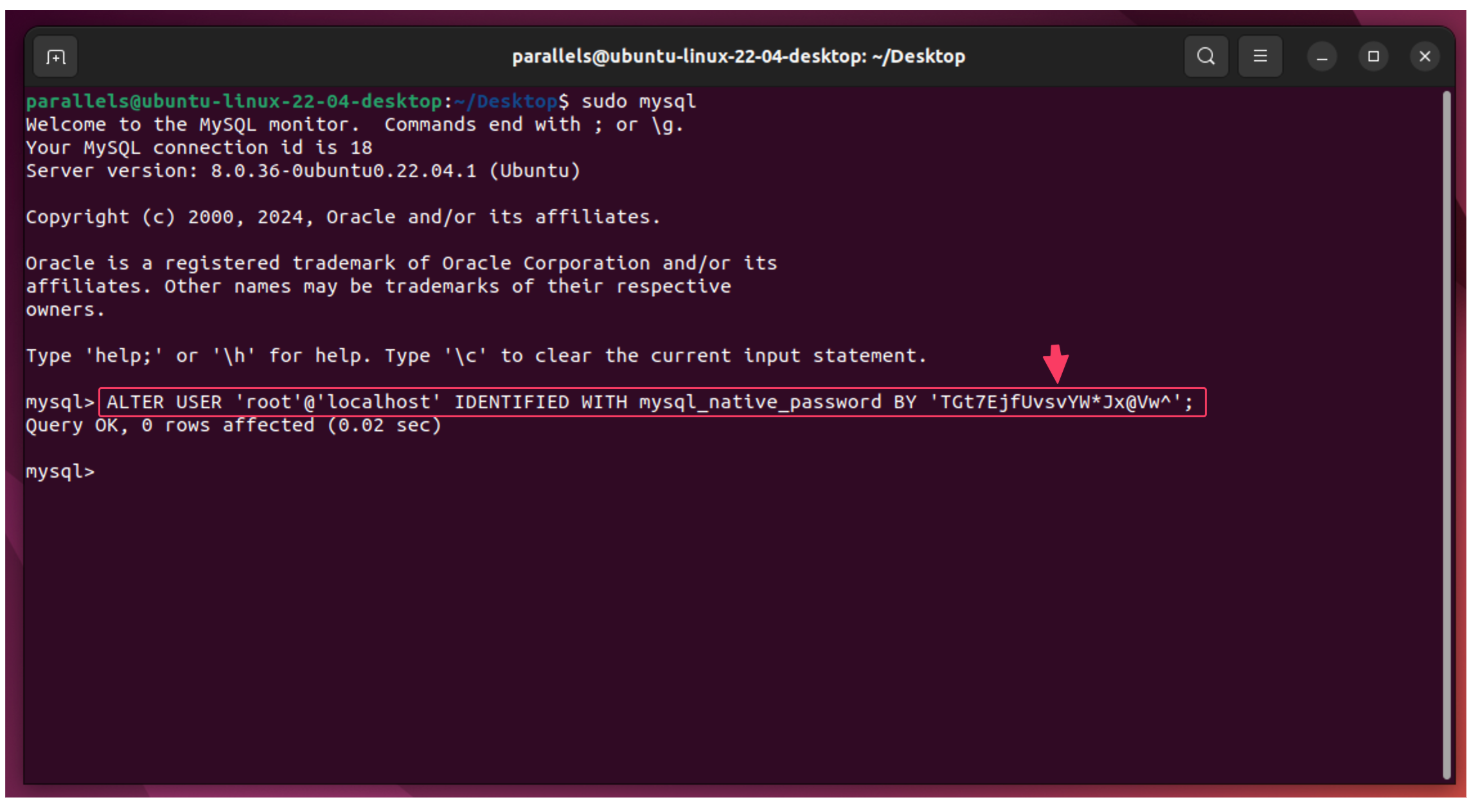 parallels@ubuntu-linux-22-04-desktop: ~/Desktop
parallels@ubuntu-linux-22-04-desktop:~/Desktop$ sudo mysql
Welcome to the MySQL monitor.  Commands end with ; or \g.
Your MySQL connection id is 18
Server version: 8.0.36-0ubuntu0.22.04.1 (Ubuntu)
Copyright (c) 2000, 2024, Oracle and/or its affiliates.
Oracle is a registered trademark of Oracle Corporation and/or its
affiliates. Other names may be trademarks of their respective
owners.
Type 'help;' or '\h' for help. Type '\c' to clear the current input statement.
mysql> ALTER USER 'root'@'localhost' IDENTIFIED WITH mysql_native_password BY 'TGt7EjfUvsvYW*Jx@Vw^';
Query OK, 0 rows affected (0.02 sec)
mysql>